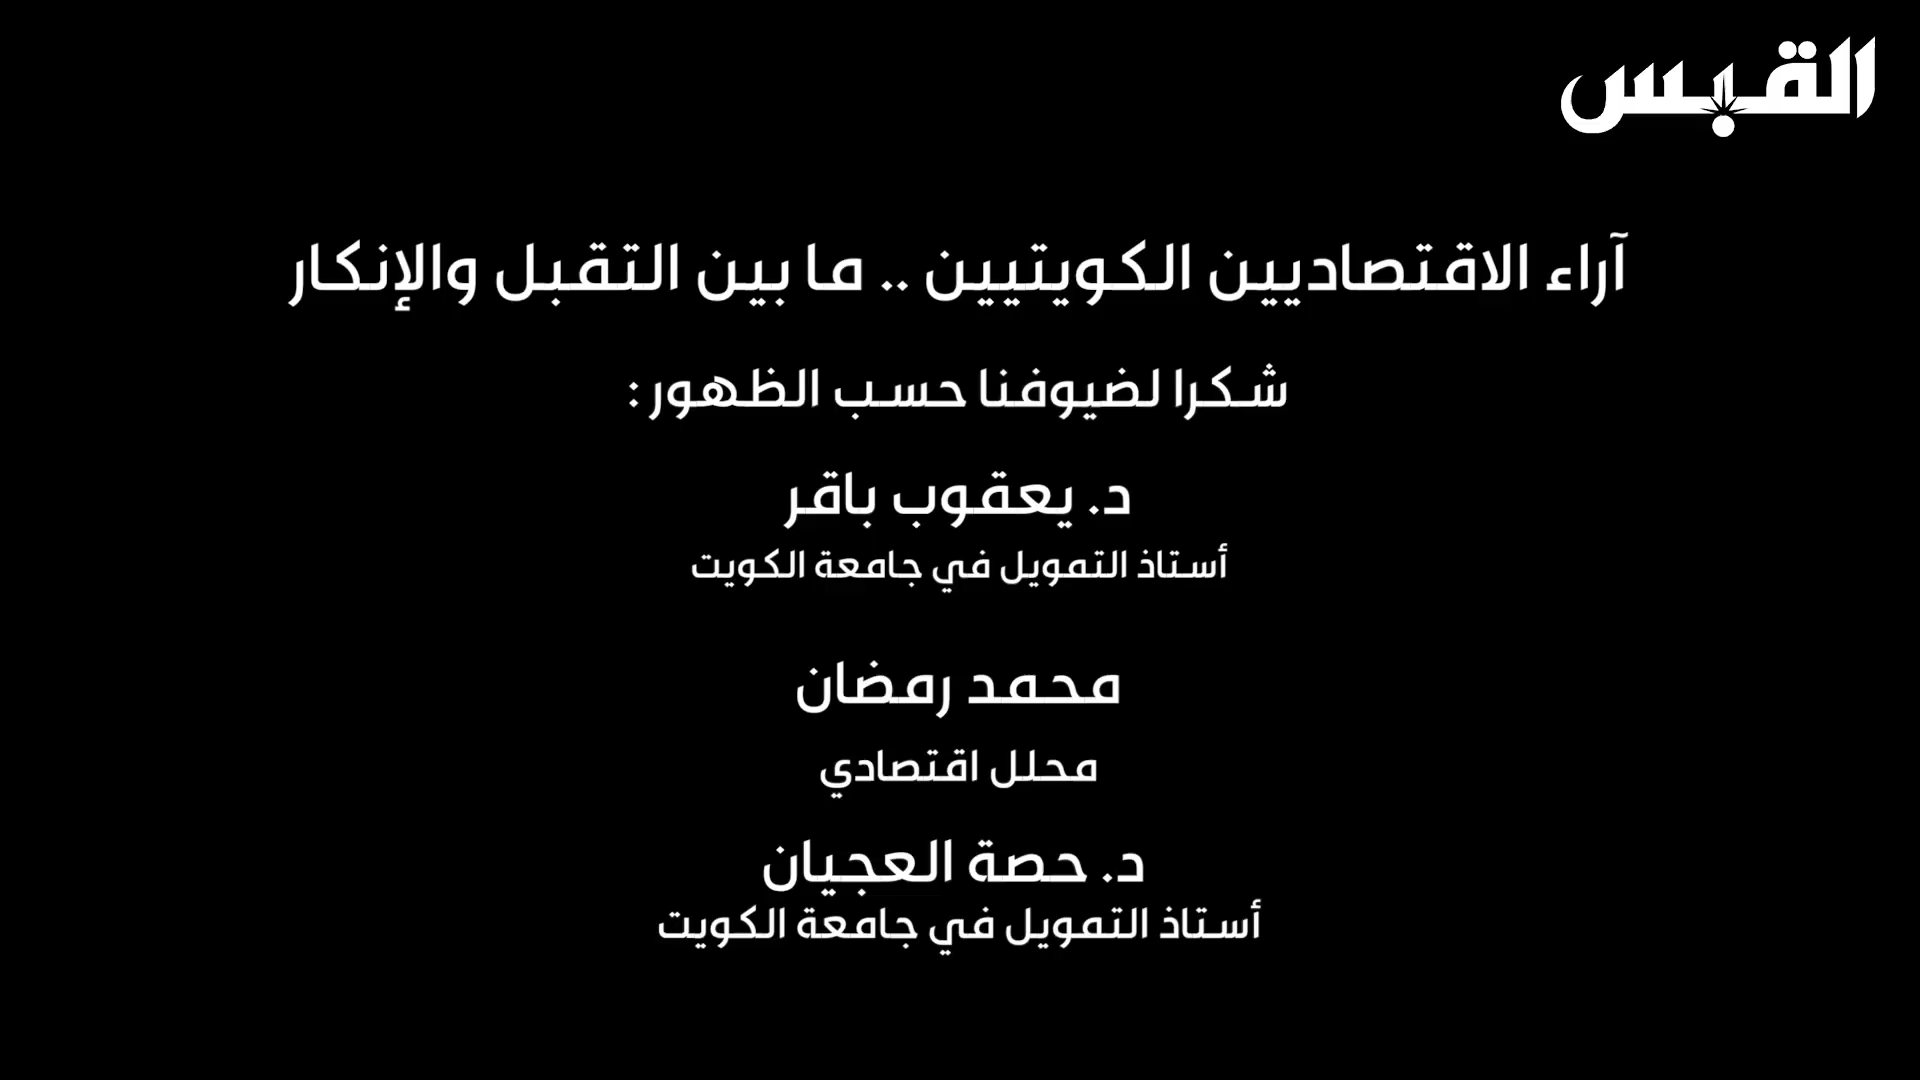 القبس
آراء الاقتصاديين الكويتيين .. ما بين التقبل والإنكار
شكرا لضيوفنا حسب الظهور :
د. يعقوب باقر
أستاذ التمويل في جامعة الكويت
محمد رمضان
محلل اقتصادي
د. حصة العجيان
أستاذ التمويل في جامعة الكويت